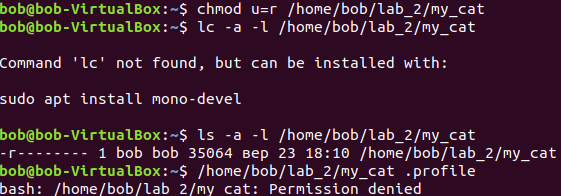 bob@bob-VirtualBox:~$ chmod u=r /home/bob/lab_2/my_cat
bob@bob-VirtualBox:~$ lc -a -l /home/bob/lab_2/my_cat
Command 'lc' not found, but can be installed with:
sudo apt install mono-devel
bob@bob-VirtualBox:~$ ls -a -l /home/bob/lab_2/my_cat
-r-------- 1 bob bob 35064 вер 23 18:10 /home/bob/lab_2/my_cat
bob@bob-VirtualBox:~$ /home/bob/lab_2/my_cat .profile
bash: /home/bob/lab_2/my_cat: Permission denied